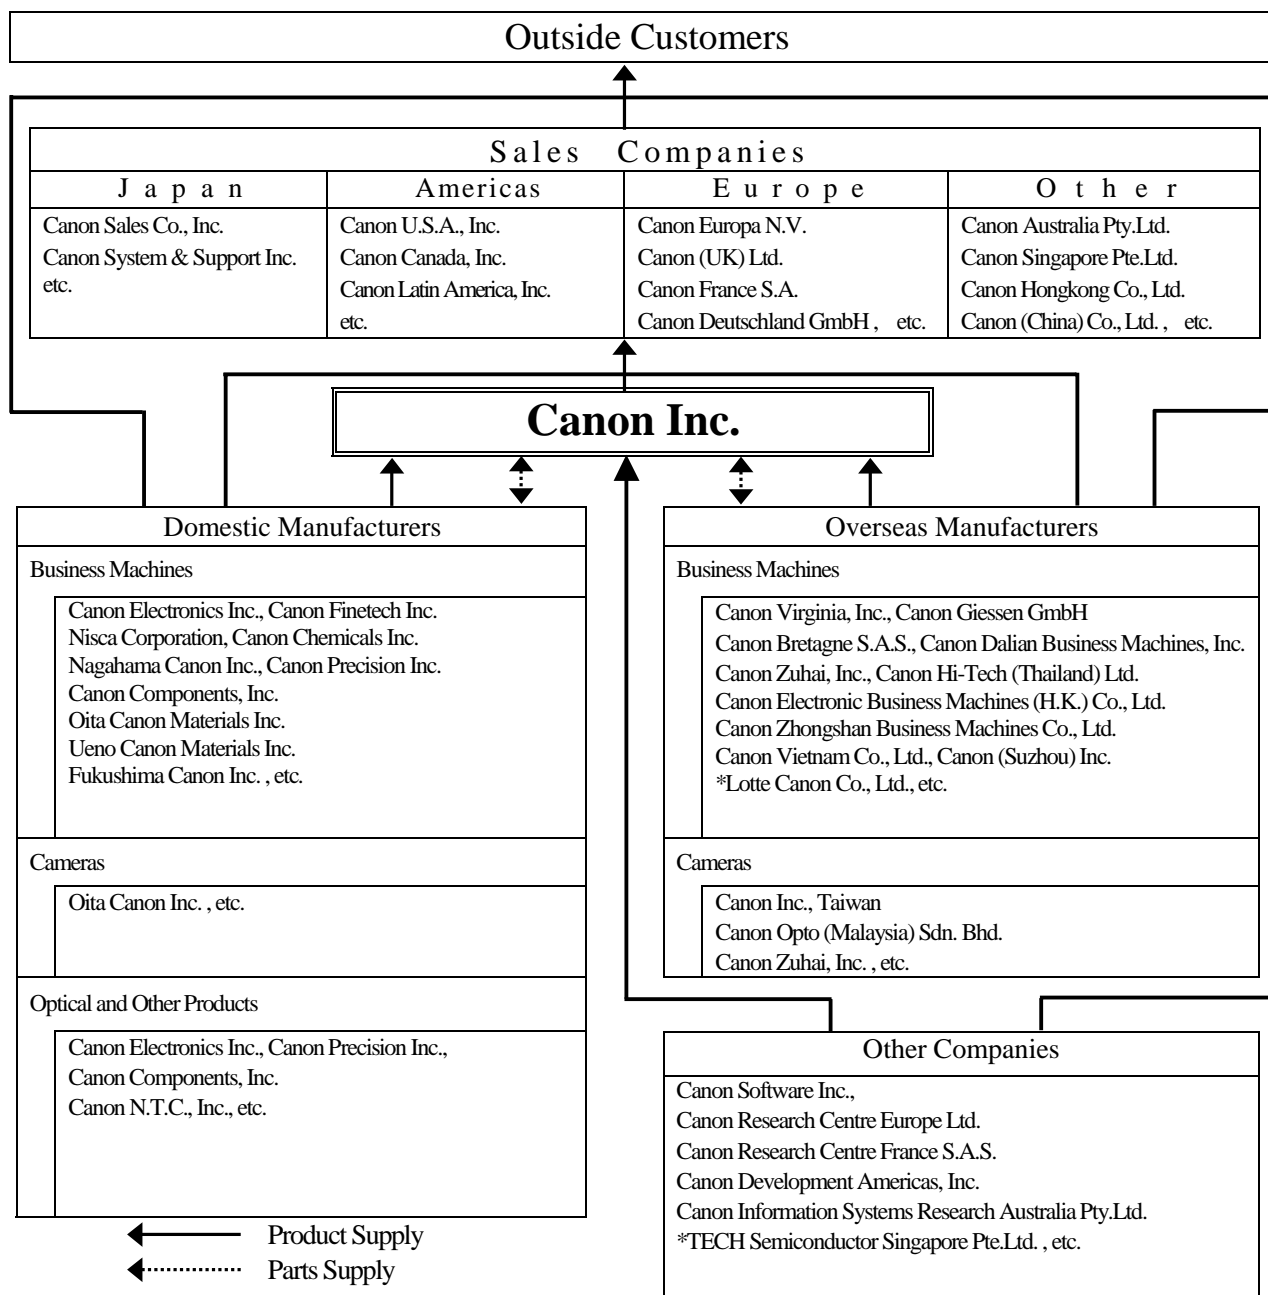 Outside Customers
Sales Companies
Japan
Americas
Europe
Other
Canon Sales Co., Inc.
Canon System & Support Inc.
etc.
Canon U.S.A., Inc.
Canon Canada, Inc.
Canon Latin America, Inc.
etc.
Canon Europa N.V.
Canon (UK) Ltd.
Canon France S.A.
Canon Deutschland GmbH , etc.
Canon Australia Pty.Ltd.
Canon Singapore Pte.Ltd.
Canon Hongkong Co., Ltd.
Canon (China) Co., Ltd. , etc.
Canon Inc.
Domestic Manufacturers
Business Machines
Canon Electronics Inc., Canon Finetech Inc.
Nisca Corporation, Canon Chemicals Inc.
Nagahama Canon Inc., Canon Precision Inc.
Canon Components, Inc.
Oita Canon Materials Inc.
Ueno Canon Materials Inc.
Fukushima Canon Inc. , etc.
Cameras
Oita Canon Inc. , etc.
Optical and Other Products
Canon Electronics Inc., Canon Precision Inc.,
Canon Components, Inc.
Canon N.T.C., Inc., etc.
Overseas Manufacturers
Business Machines
Canon Virginia, Inc., Canon Giessen GmbH
Canon Bretagne S.A.S., Canon Dalian Business Machines, Inc.
Canon Zuhai, Inc., Canon Hi-Tech (Thailand) Ltd.
Canon Electronic Business Machines (H.K.) Co., Ltd.
Canon Zhongshan Business Machines Co., Ltd.
Canon Vietnam Co., Ltd., Canon (Suzhou) Inc.
*Lotte Canon Co., Ltd., etc.
Cameras
Canon Inc., Taiwan
Canon Opto (Malaysia) Sdn. Bhd.
Canon Zuhai, Inc. , etc.
Other Companies
Canon Software Inc.,
Canon Research Centre Europe Ltd.
Canon Research Centre France S.A.S.
Canon Development Americas, Inc.
Canon Information Systems Research Australia Pty.Ltd.
*TECH Semiconductor Singapore Pte.Ltd. , etc.
Product Supply
Parts Supply